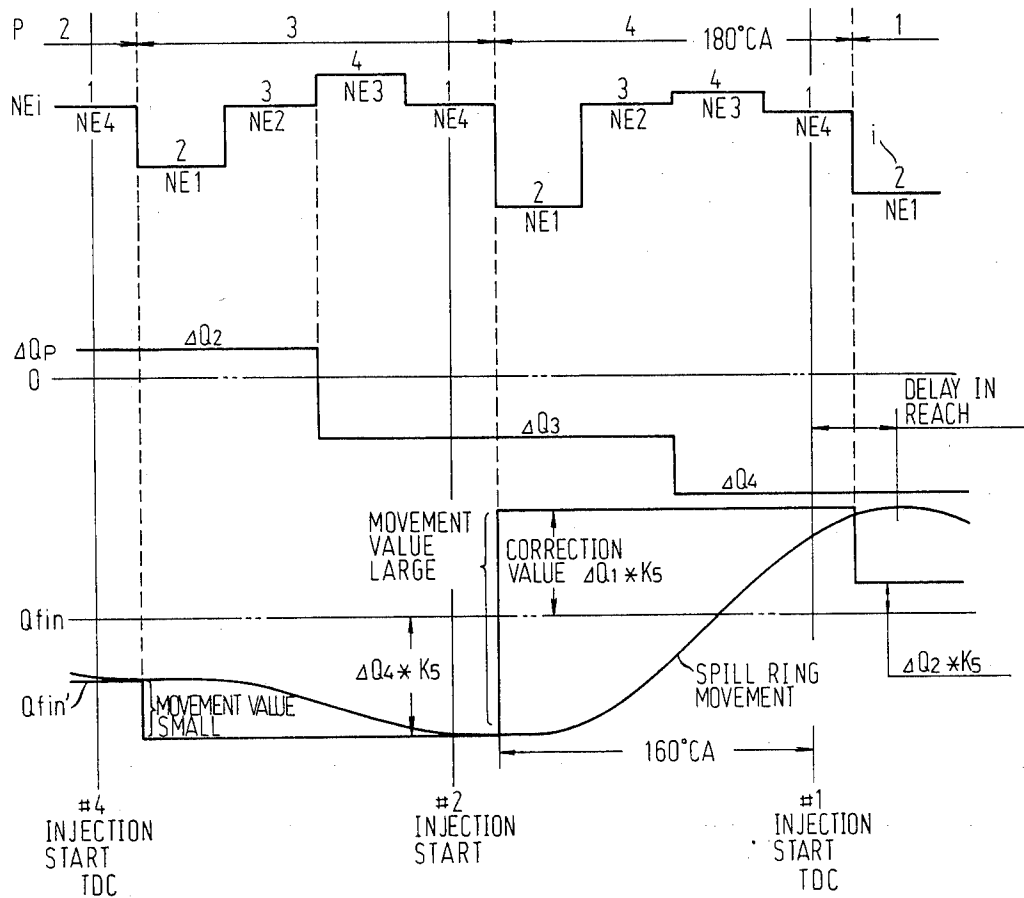 P 2 3 4 180°CA 1
4
1 3 NE3 1 3 4 1
NEi NE4 NE2 NE4 NE2 NE3 NE4
i
2 2 2
NE1 NE1 NE1
ΔQP ΔQ2
0
DELAY IN
REACH
ΔQ3
ΔQ4
MOVEMENT
VALUE
LARGE
CORRECTION
VALUE ΔQ1*K5
Qfin
ΔQ4*K5
SPILL RING
MOVEMENT
ΔQ2*K5
Qfin'
MOVEMENT VALUE
SMALL
160°CA
#4
INJECTION
START
TDC
#2
INJECTION
START
#1
INJECTION
START
TDC